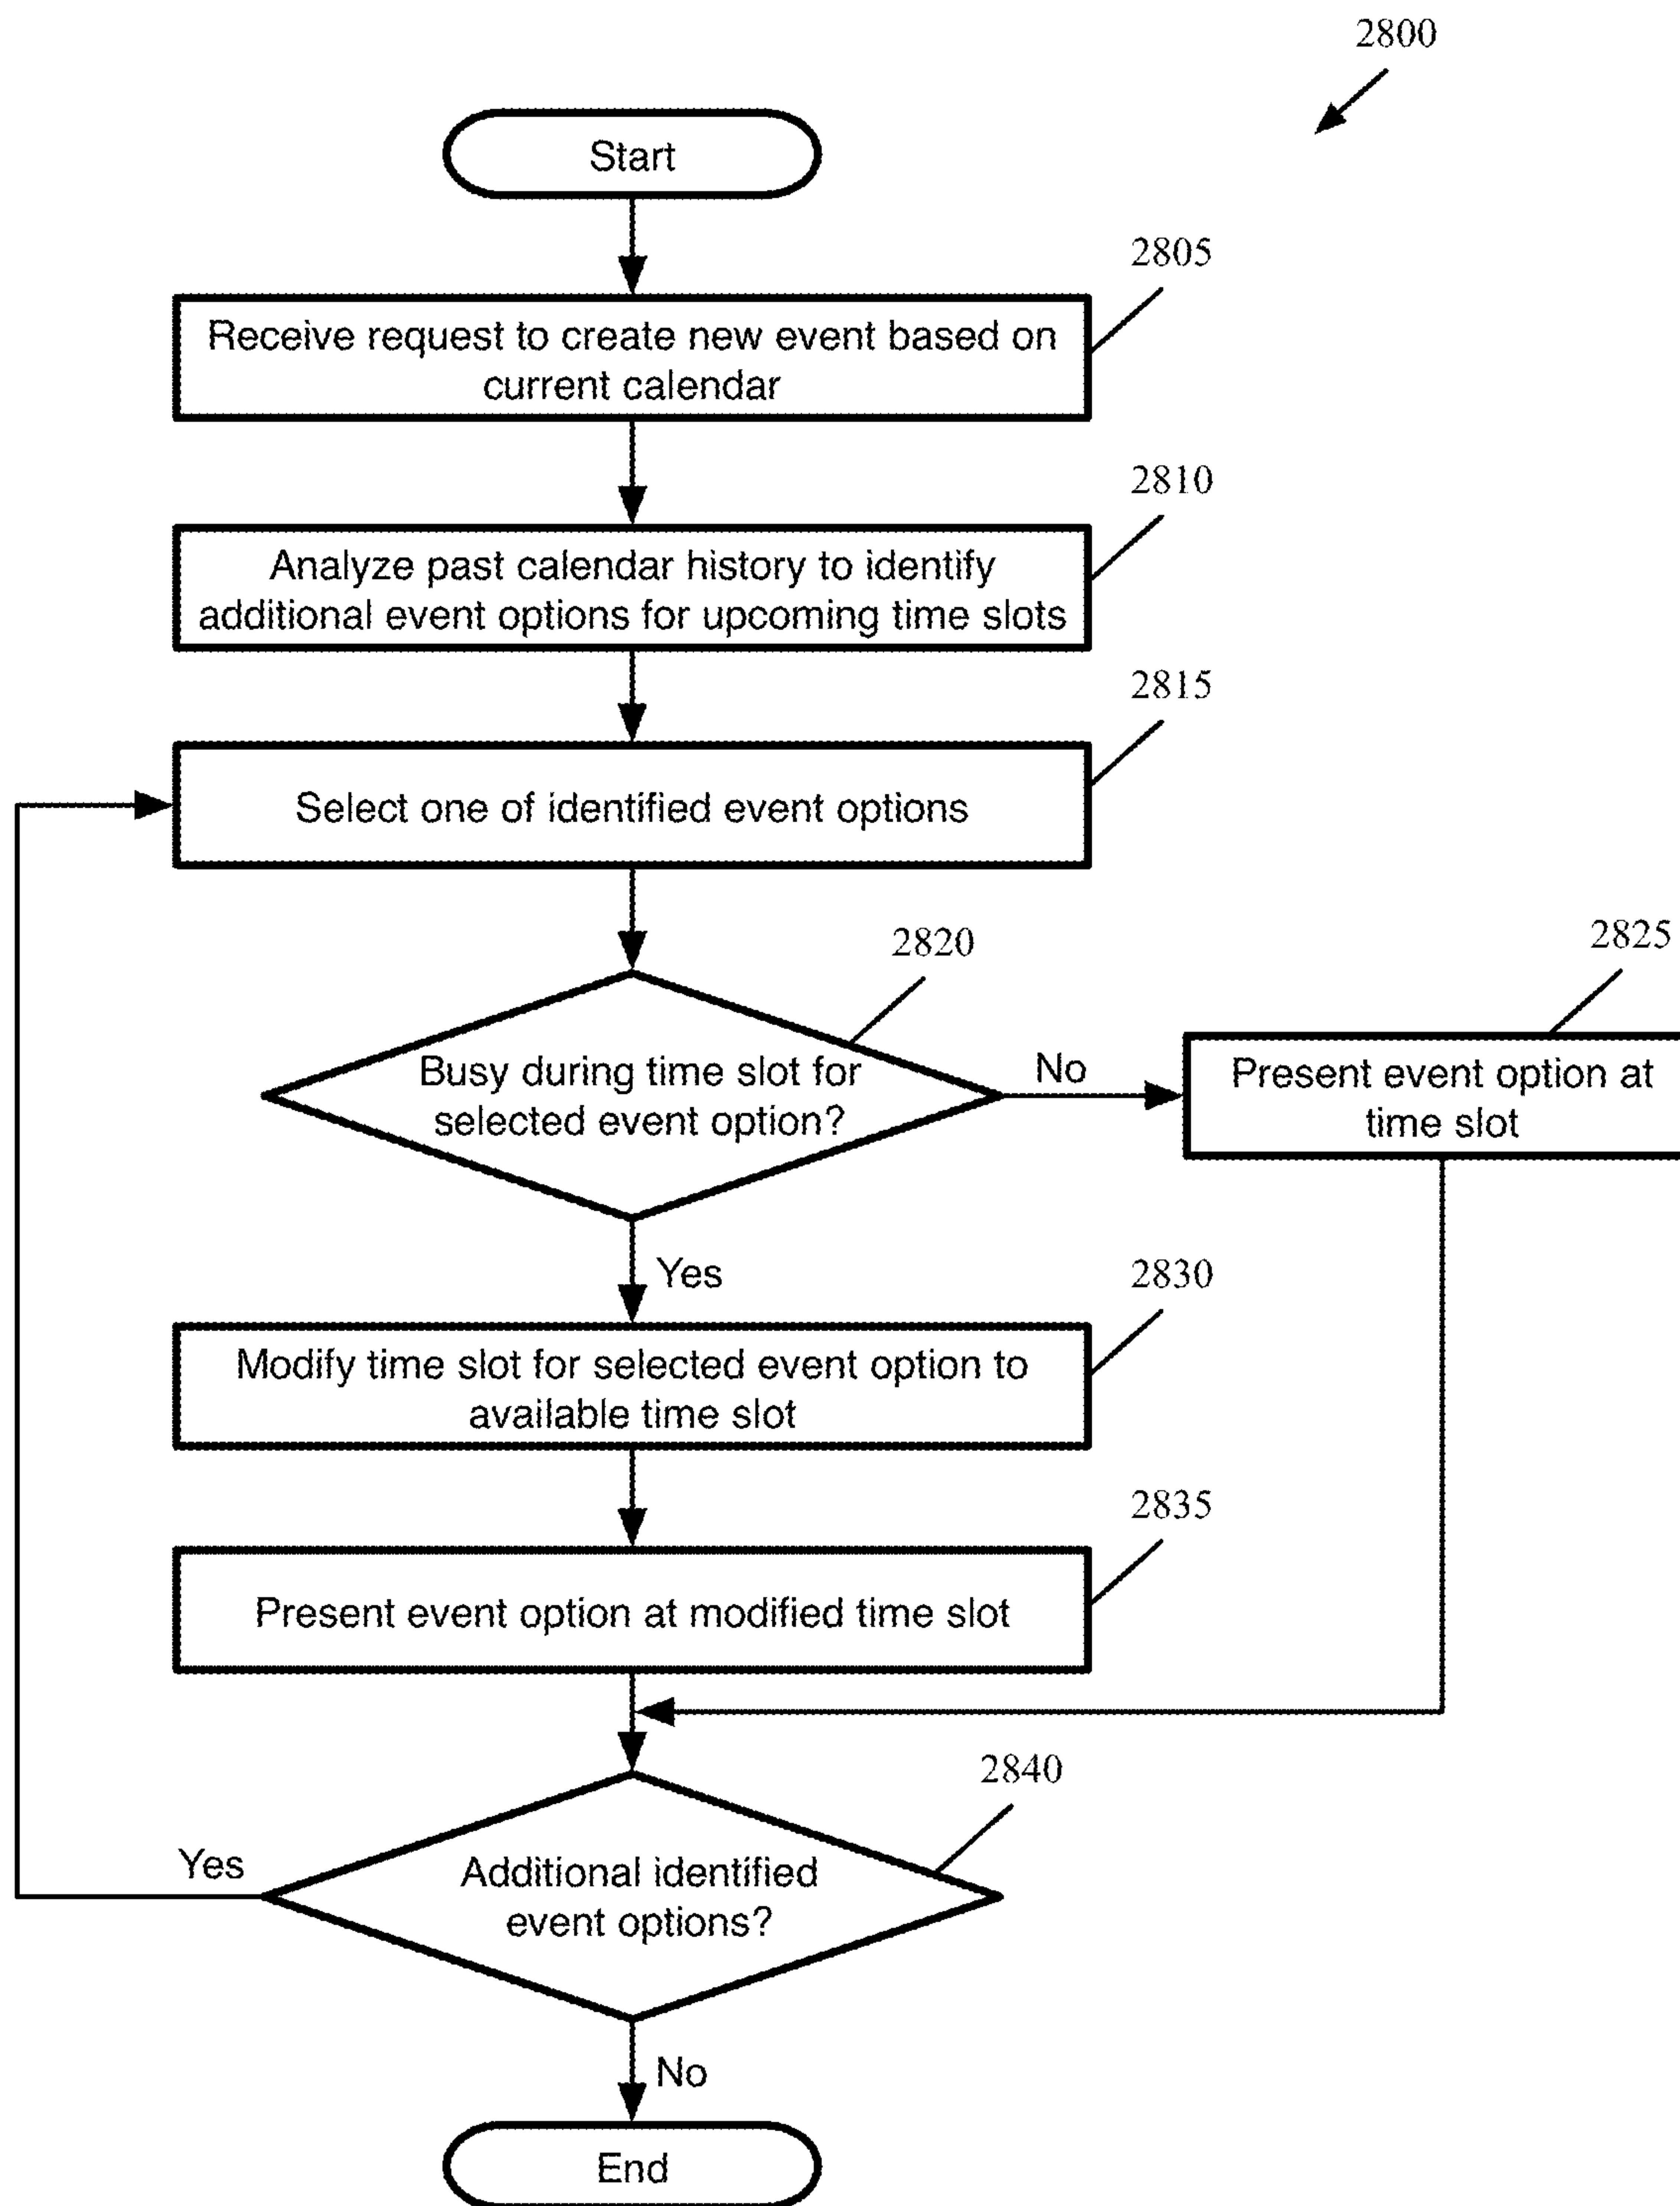 2800
Start
2805
Receive request to create new event based on
current calendar
2810
Analyze past calendar history to identify
additional event options for upcoming time slots
2815
Select one of identified event options
2820
Busy during time slot for
selected event option?
No
2825
Present event option at
time slot
Yes
2830
Modify time slot for selected event option to
available time slot
2835
Present event option at modified time slot
2840
Additional identified
event options?
Yes
No
End